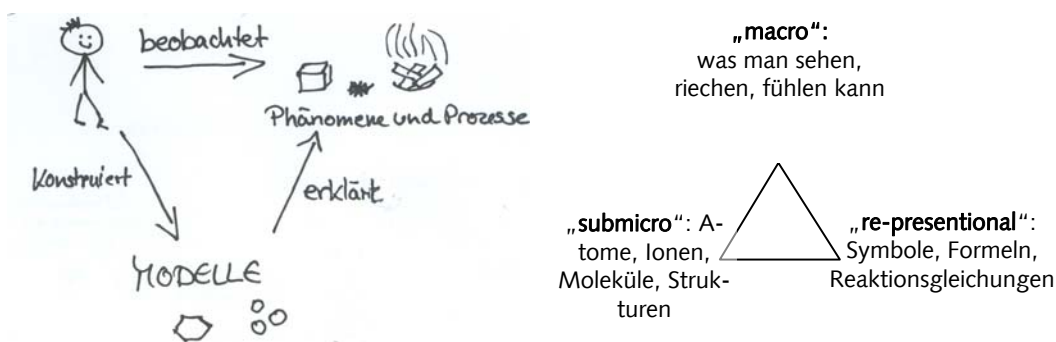 beobachtet
Phänomene und Prozesse
Konstruiert
erklärt
MODELLE
„macro“:
was man sehen,
riechen, fühlen kann
„submicro“: A-
tome, Ionen,
Moleküle, Struk-
turen
„re-presentional“:
Symbole, Formeln,
Reaktionsgleichungen